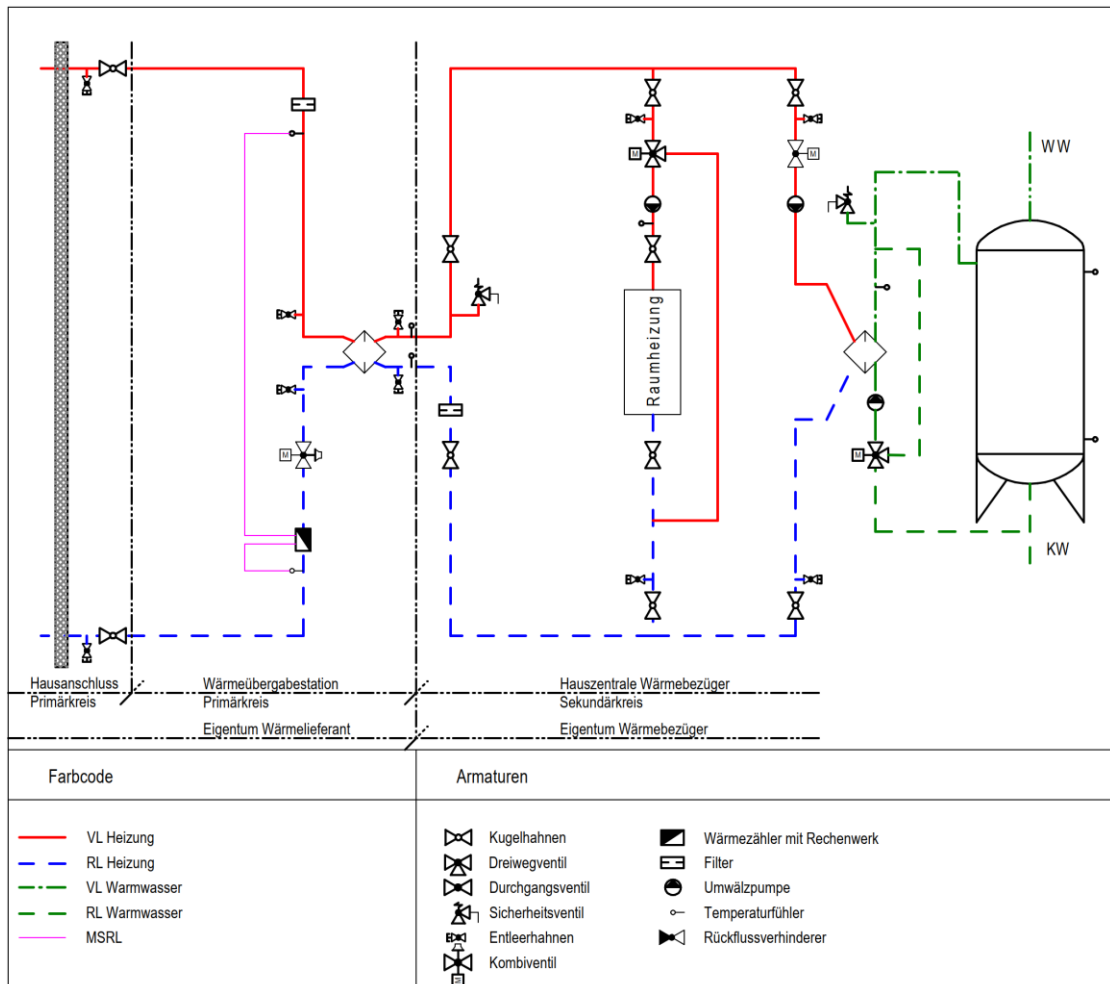 WW
M
M
Raumheizung
M
M
KW
Hausanschluss
Primärkreis
Wärmeübergabestation
Primärkreis
Hauszentrale Wärmebezüger
Sekundärkreis
Eigentum Wärmelieferant
Eigentum Wärmebezüger
Farbcode
VL Heizung
RL Heizung
VL Warmwasser
RL Warmwasser
MSRL
Armaturen
Kugelhahnen
Dreiwegventil
Durchgangsventil
Sicherheitsventil
Entleerhahnen
Kombiventil
M
Wärmezähler mit Rechenwerk
Filter
Umwälzpumpe
Temperaturfühler
Rückflussverhinderer